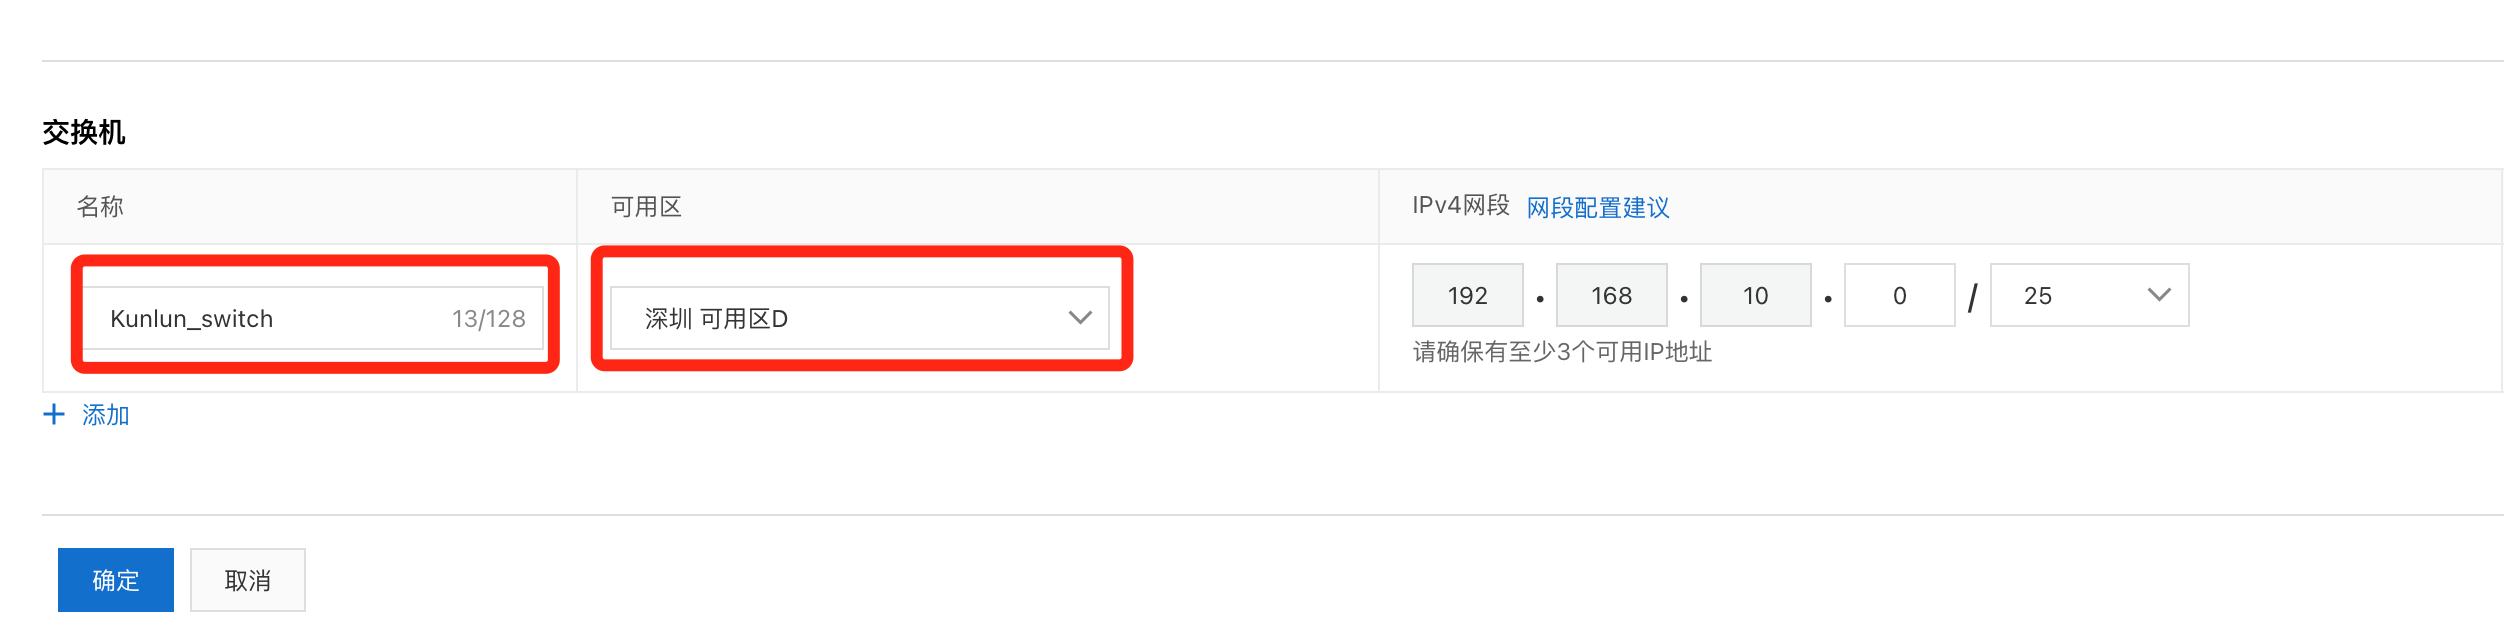 交换机
名称 可用区 IPv4网段 网段配置建议
Kunlun_switch 13/128 深圳 可用区D 192 . 168 . 10 . 0 / 25
请确保有至少3个可用IP地址
+ 添加
确定 取消